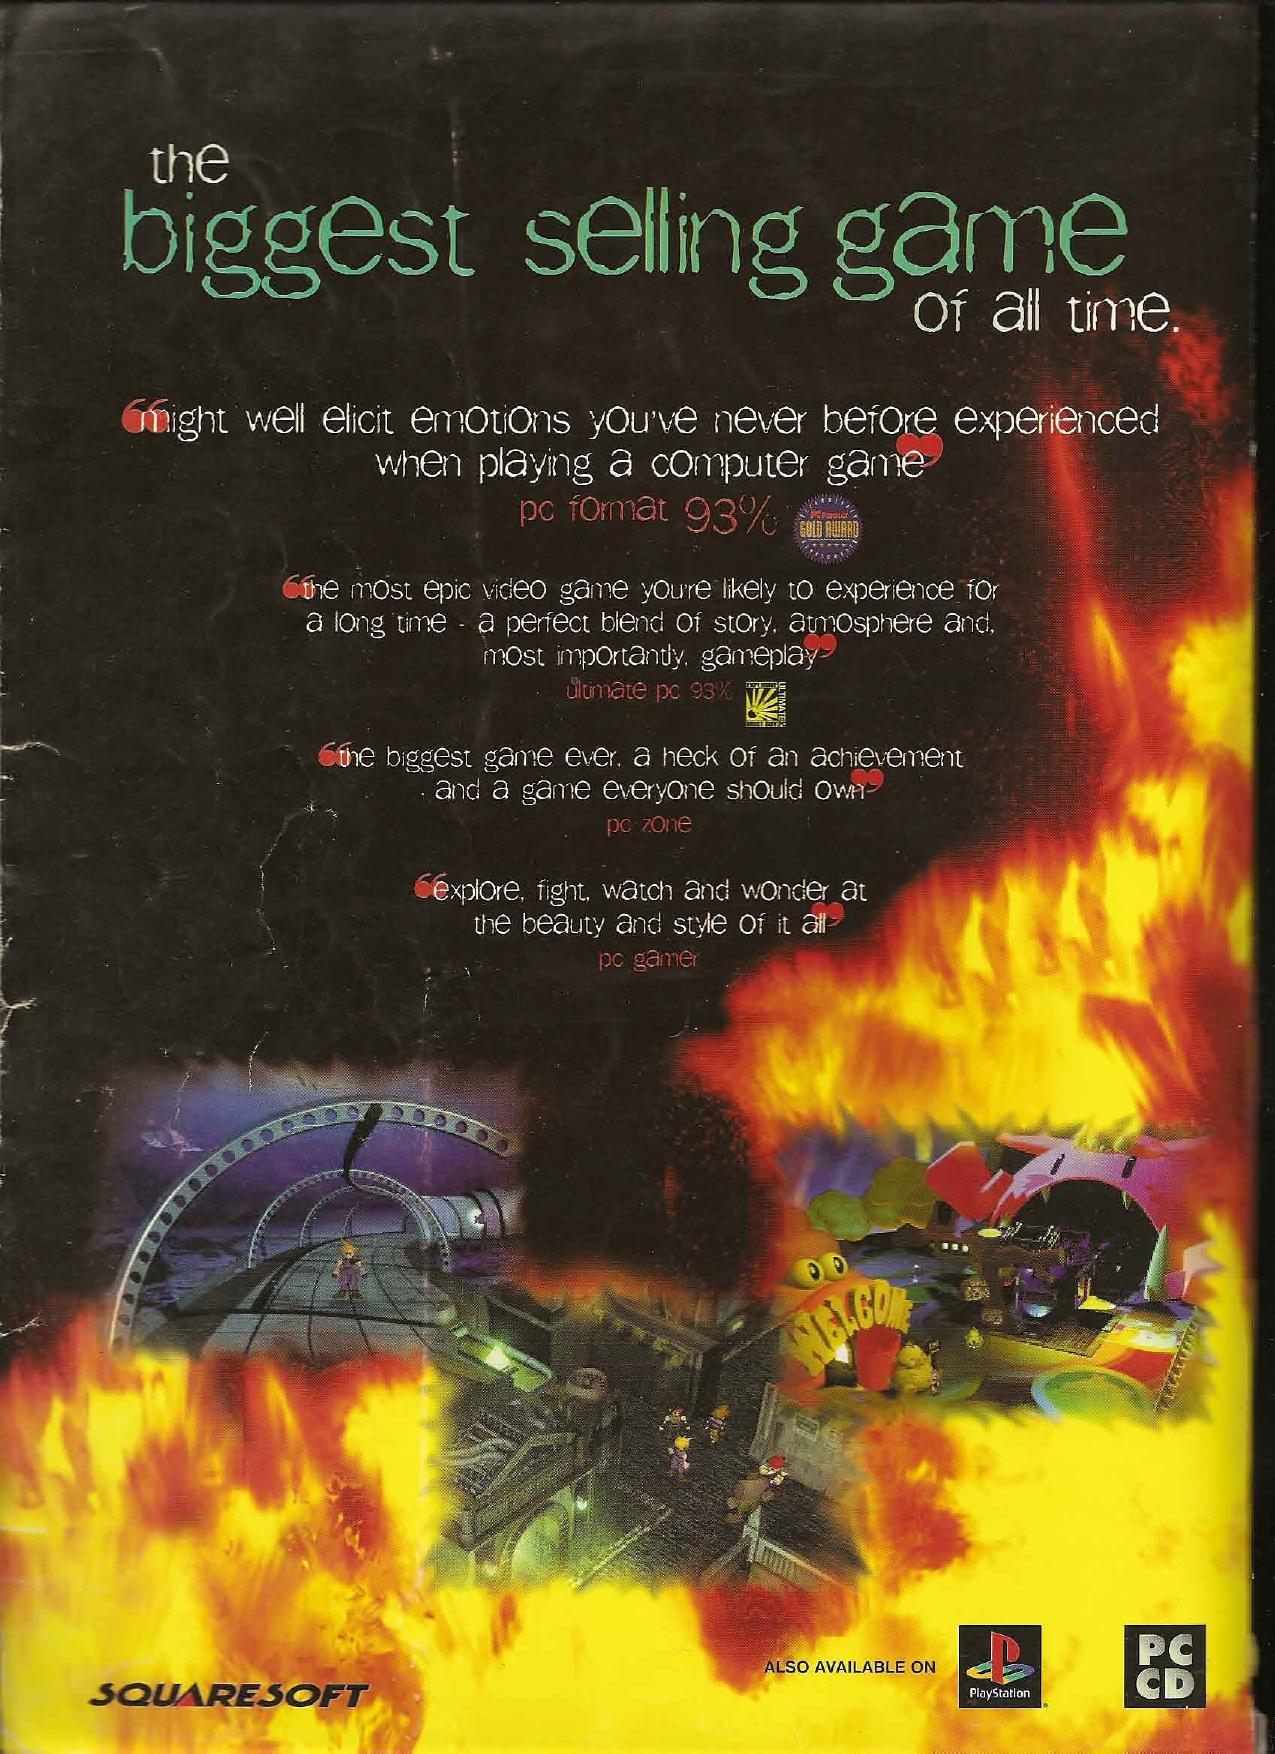 the
biggest selling game
of all time.
“might well elicit emotions you've never before experienced
when playing a computer game”
pc format 93%
PC Format
GOLD AWARD
“the most epic video game you're likely to experience for
a long time - a perfect blend of story, atmosphere and,
most importantly, gameplay”
ultimate pc 93%
ULTIMATE
“the biggest game ever, a heck of an achievement
and a game everyone should own”
pc zone
“explore, fight, watch and wonder at
the beauty and style of it all”
pc gamer
WELCOME
SQUARESOFT
ALSO AVAILABLE ON
PlayStation
PC
CD